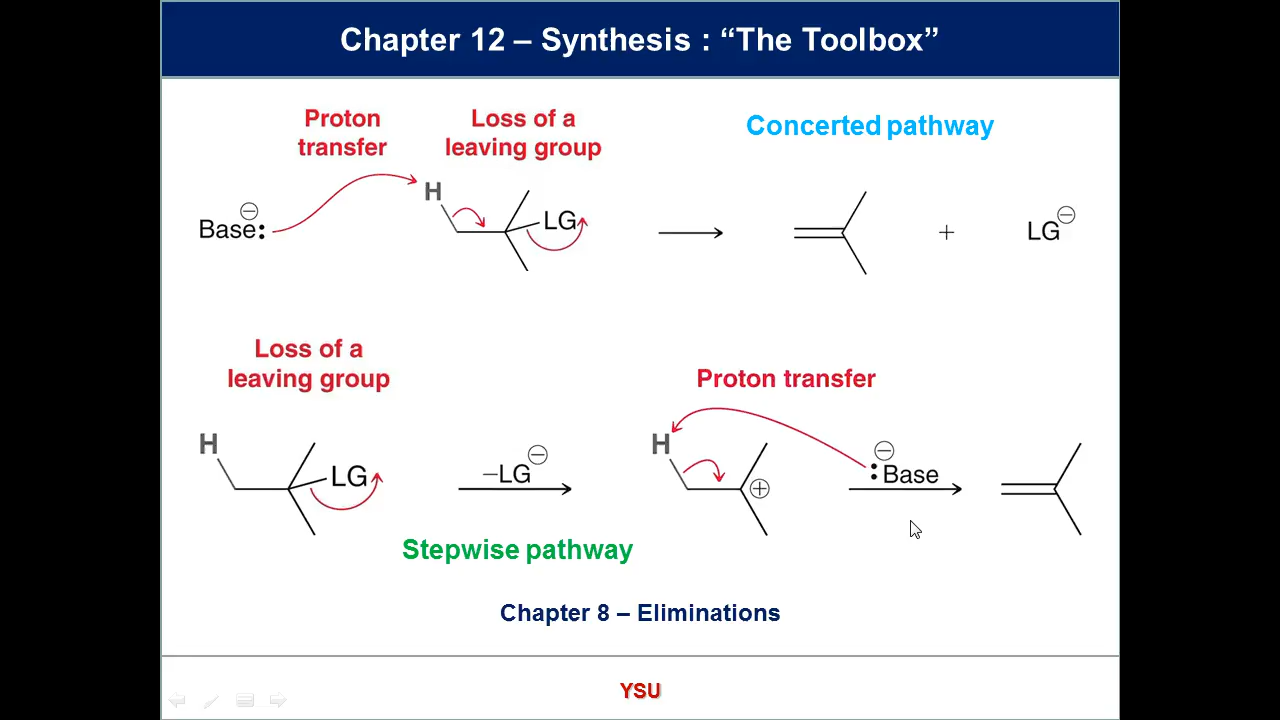 Chapter 12 – Synthesis : “The Toolbox”
Proton
transfer
Loss of a
leaving group
Concerted pathway
H
LG
Base:⊖
+
LG⊖
Loss of a
leaving group
Proton transfer
H
LG
–LG⊖
H
⊕
⊖:Base
Stepwise pathway
Chapter 8 – Eliminations
YSU